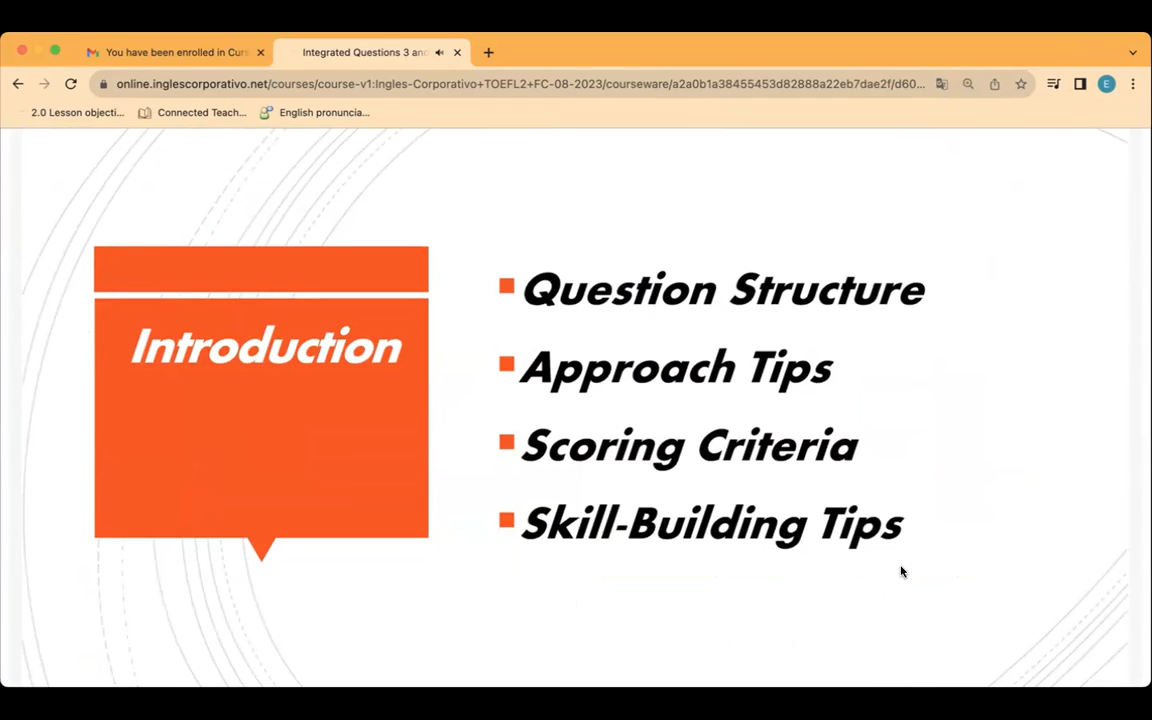 You have been enrolled in Cur
Integrated Questions 3 an
online.inglescorporativo.net/courses/course-v1:Ingles-Corporativo+TOEFL2+FC-08-2023/courseware/a2a0b1a38455453d82888a22eb7dae2f/d60...
E
2.0 Lesson objecti...
Connected Teach...
English pronuncia...
Introduction
Question Structure
Approach Tips
Scoring Criteria
Skill-Building Tips